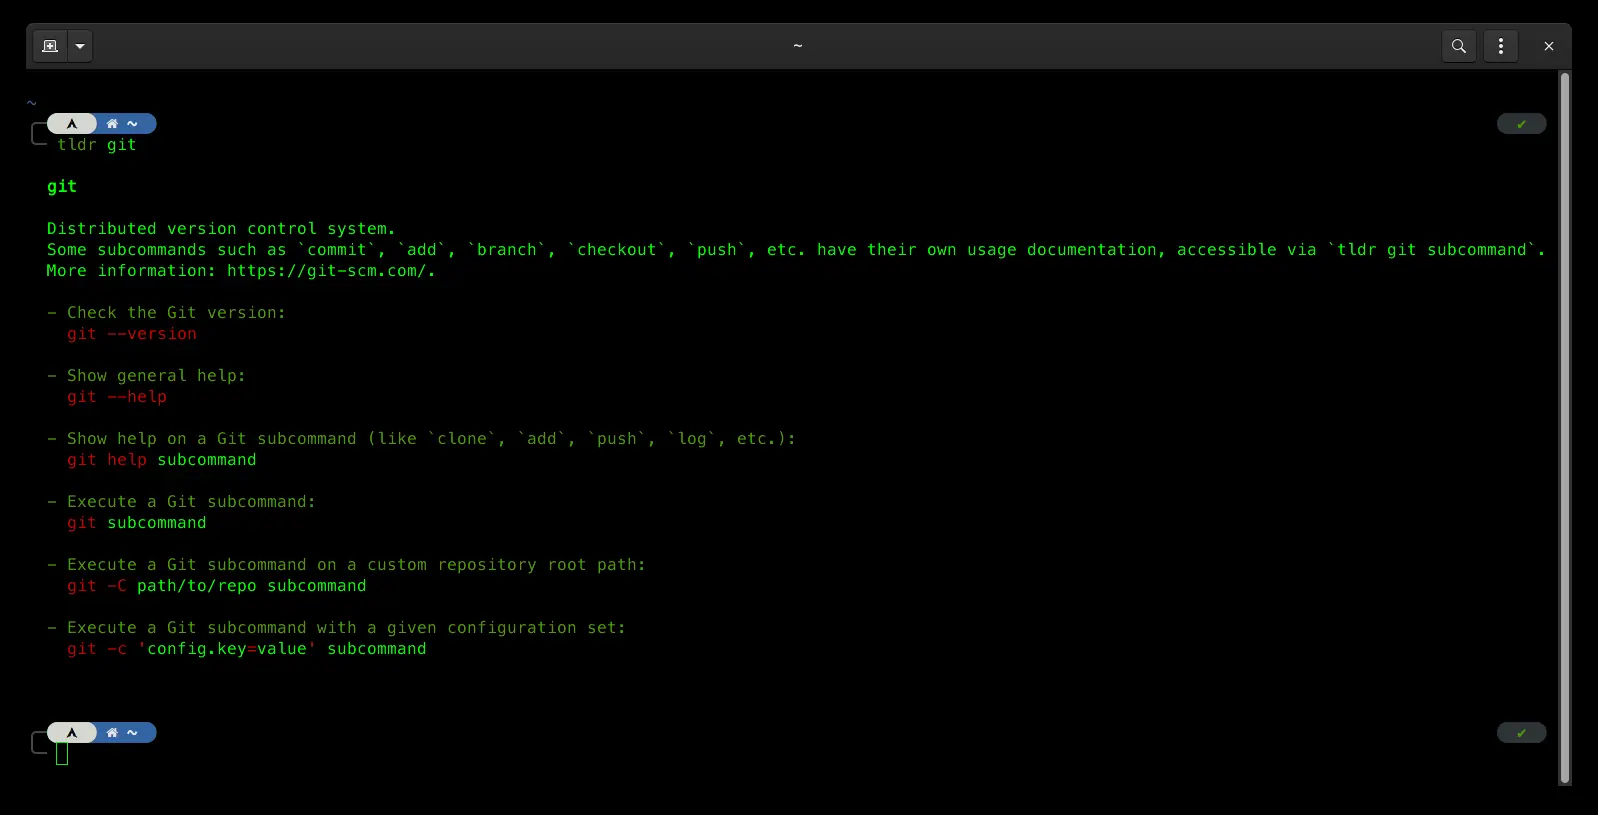 ~
~
~ ✔
tldr git
git
Distributed version control system.
Some subcommands such as `commit`, `add`, `branch`, `checkout`, `push`, etc. have their own usage documentation, accessible via `tldr git subcommand`.
More information: https://git-scm.com/.
- Check the Git version:
git --version
- Show general help:
git --help
- Show help on a Git subcommand (like `clone`, `add`, `push`, `log`, etc.):
git help subcommand
- Execute a Git subcommand:
git subcommand
- Execute a Git subcommand on a custom repository root path:
git -C path/to/repo subcommand
- Execute a Git subcommand with a given configuration set:
git -c 'config.key=value' subcommand
~ ✔